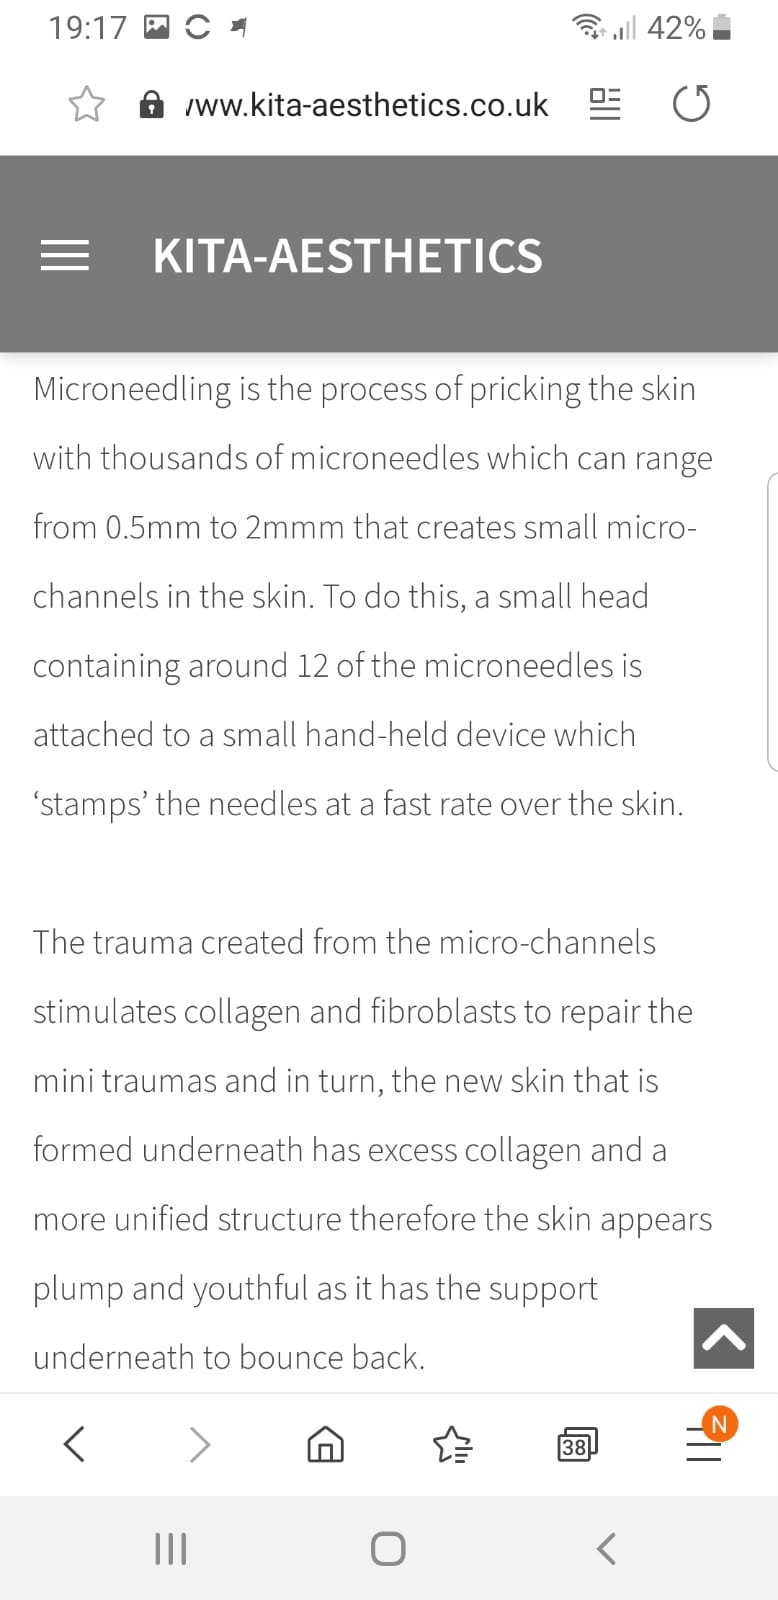 19:17
42%
www.kita-aesthetics.co.uk
KITA-AESTHETICS
Microneedling is the process of pricking the skin
with thousands of microneedles which can range
from 0.5mm to 2mmm that creates small micro-
channels in the skin. To do this, a small head
containing around 12 of the microneedles is
attached to a small hand-held device which
‘stamps’ the needles at a fast rate over the skin.
The trauma created from the micro-channels
stimulates collagen and fibroblasts to repair the
mini traumas and in turn, the new skin that is
formed underneath has excess collagen and a
more unified structure therefore the skin appears
plump and youthful as it has the support
underneath to bounce back.
38
N